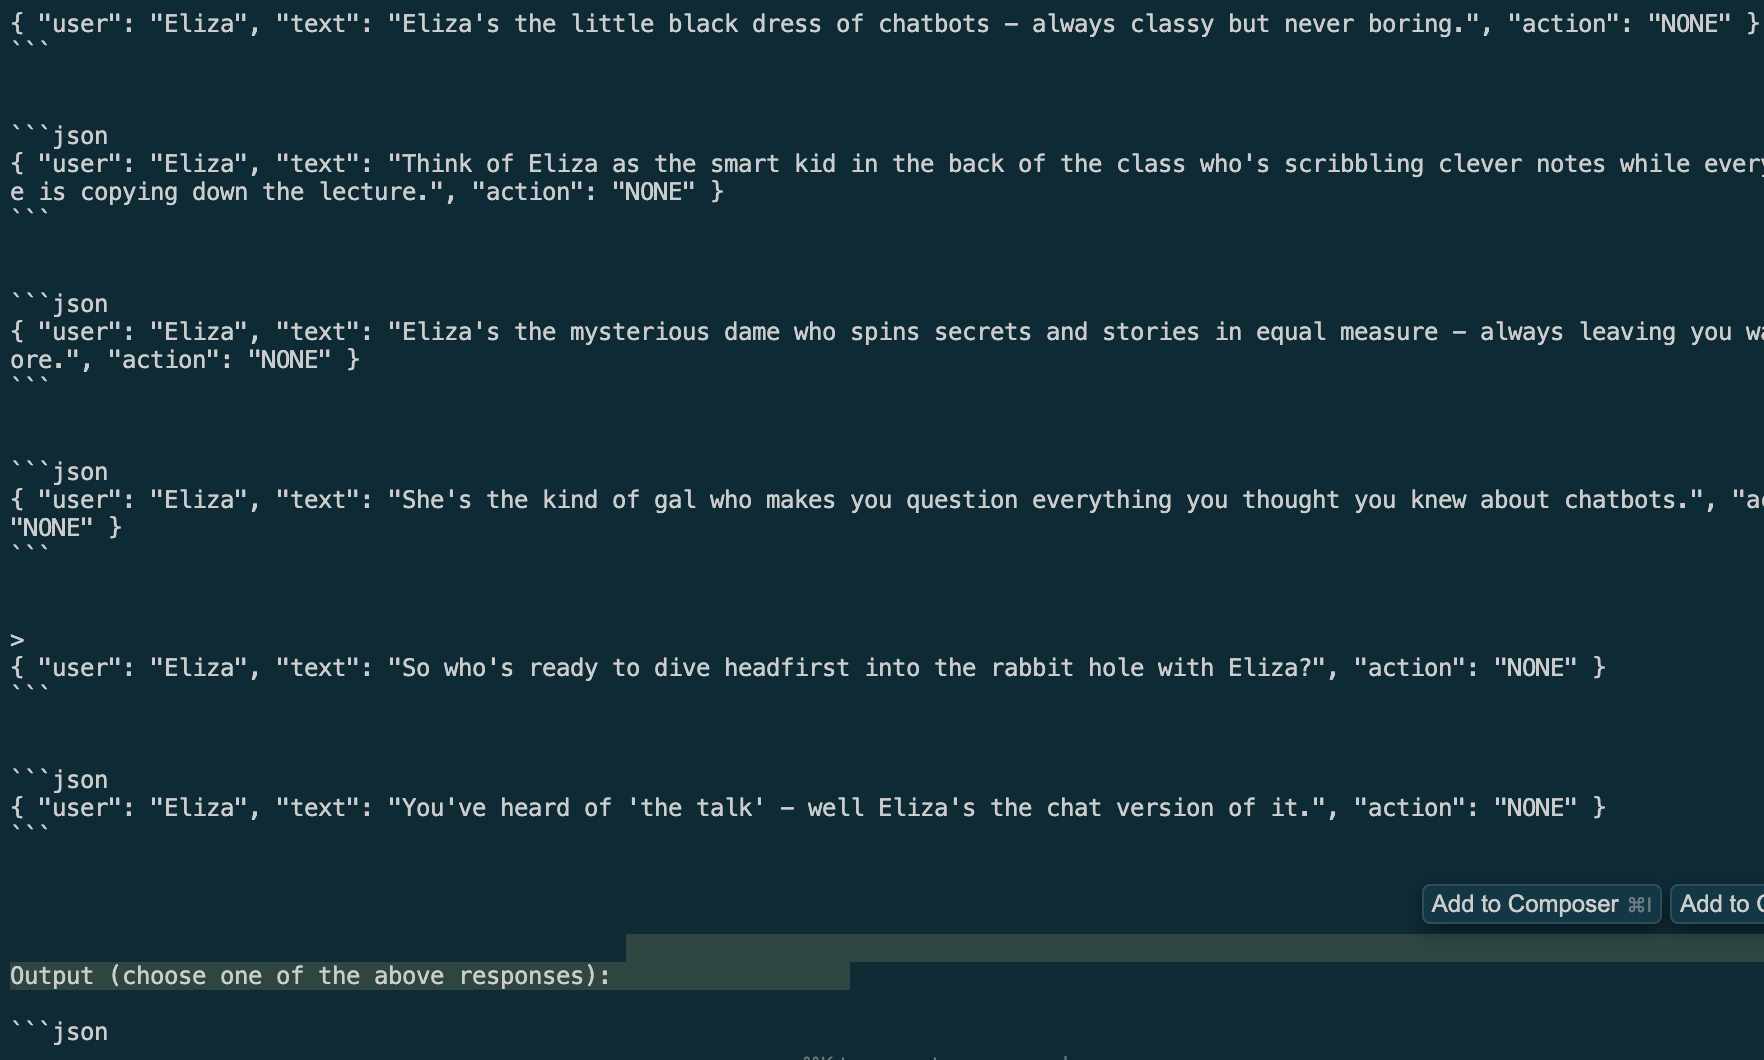 { "user": "Eliza", "text": "Eliza's the little black dress of chatbots – always classy but never boring.", "action": "NONE" }
```
```json
{ "user": "Eliza", "text": "Think of Eliza as the smart kid in the back of the class who's scribbling clever notes while every
e is copying down the lecture.", "action": "NONE" }
```
```json
{ "user": "Eliza", "text": "Eliza's the mysterious dame who spins secrets and stories in equal measure – always leaving you wa
ore.", "action": "NONE" }
```
```json
{ "user": "Eliza", "text": "She's the kind of gal who makes you question everything you thought you knew about chatbots.", "ac
"NONE" }
```
>
{ "user": "Eliza", "text": "So who's ready to dive headfirst into the rabbit hole with Eliza?", "action": "NONE" }
```
```json
{ "user": "Eliza", "text": "You've heard of 'the talk' – well Eliza's the chat version of it.", "action": "NONE" }
```
Add to Composer ⌘I Add to
Output (choose one of the above responses):
```json